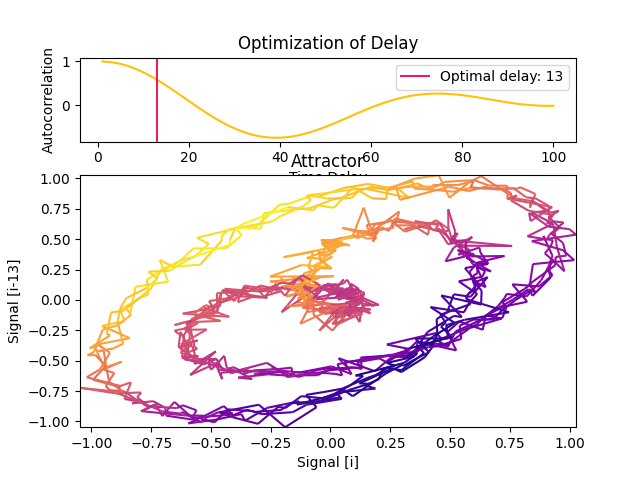 Optimization of Delay
Autocorrelation
1
0
Optimal delay: 13
0 20 40 60 80 100
Time Delay
Attractor
Signal [i-13]
1.00
0.75
0.50
0.25
0.00
−0.25
−0.50
−0.75
−1.00
−1.00 −0.75 −0.50 −0.25 0.00 0.25 0.50 0.75 1.00
Signal [i]